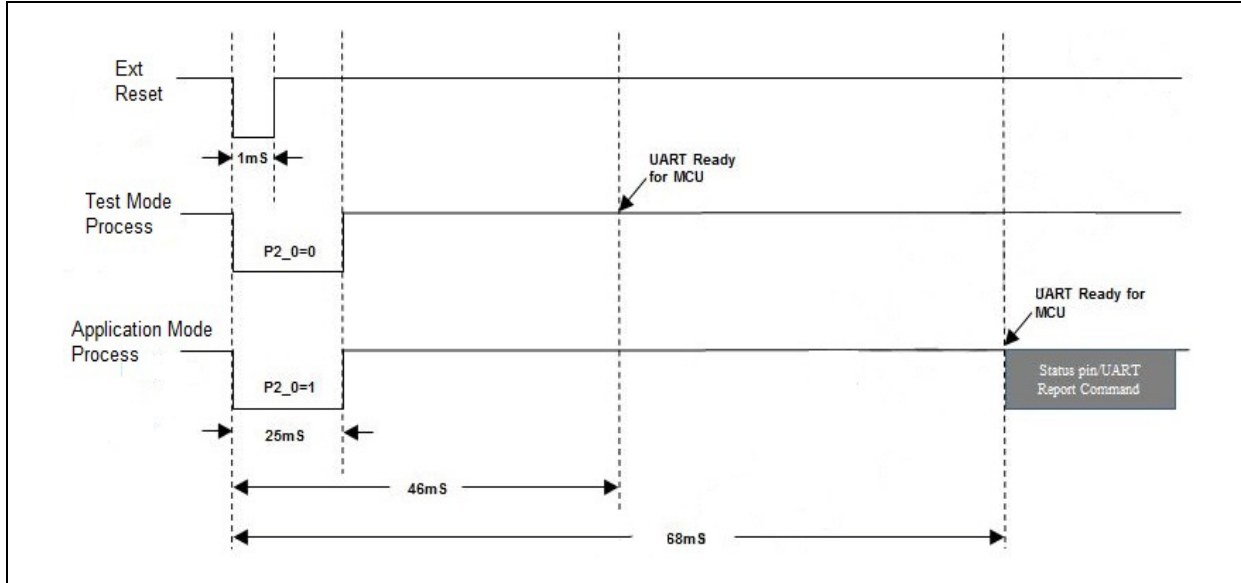 Ext
Reset
1mS
UART Ready
for MCU
Test Mode
Process
P2_0=0
UART Ready for
MCU
Application Mode
Process
P2_0=1
Status pin/UART
Report Command
25mS
46mS
68mS